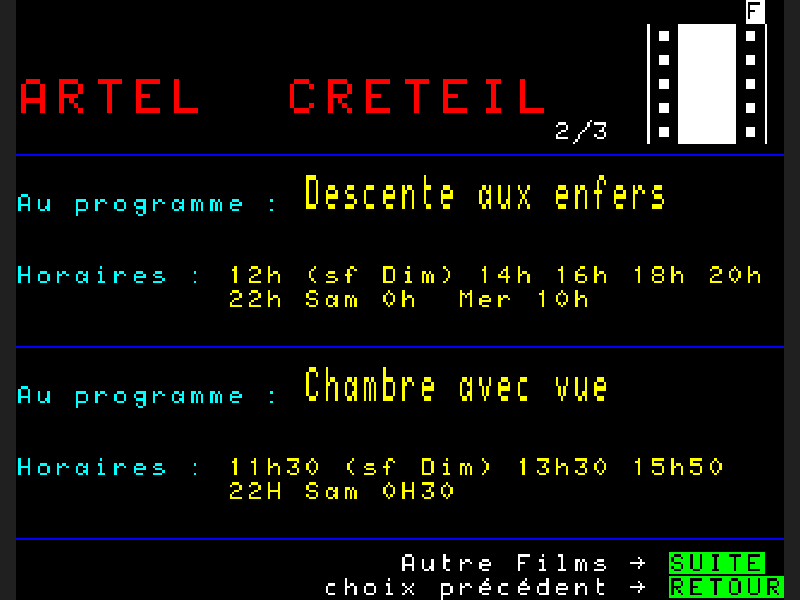 F
ARTEL CRETEIL
2/3
Au programme : Descente aux enfers
Horaires : 12h (sf Dim) 14h 16h 18h 20h
22h Sam 0h Mer 10h
Au programme : Chambre avec vue
Horaires : 11h30 (sf Dim) 13h30 15h50
22H Sam 0H30
Autre Films → SUITE
choix précédent → RETOUR